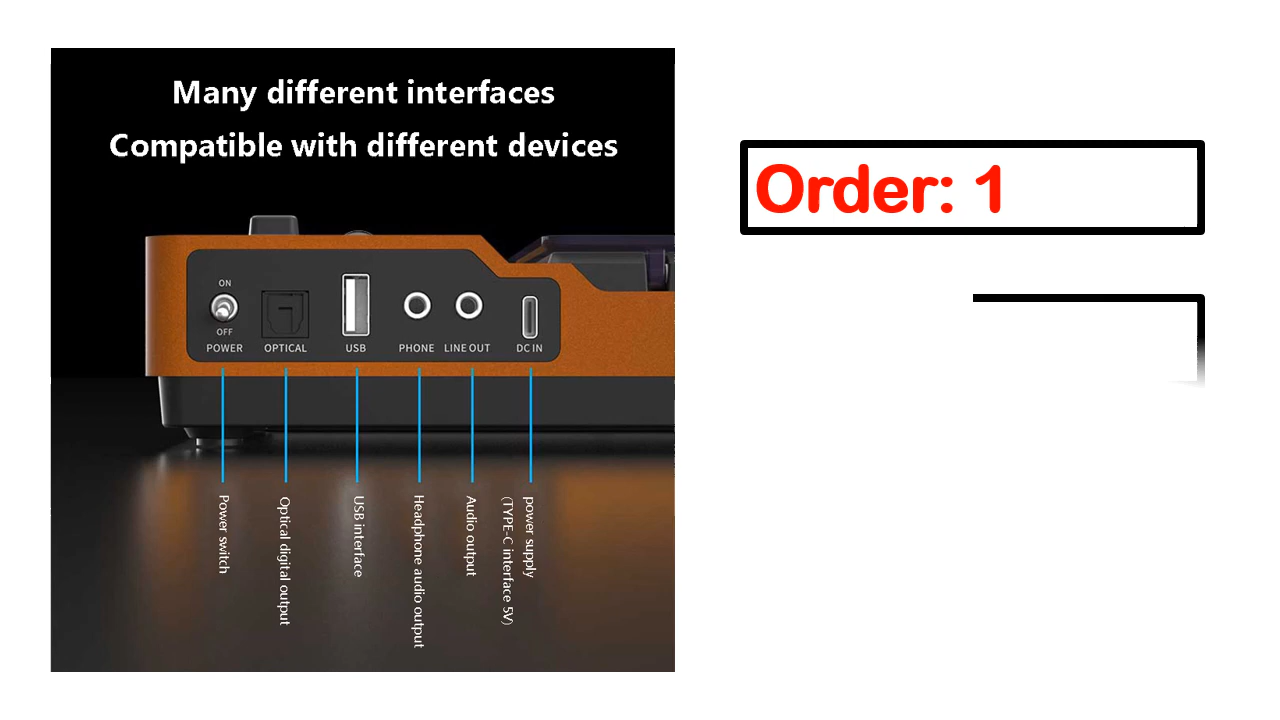 Many different interfaces
Compatible with different devices
Order: 1
ON
OFF
POWER OPTICAL USB PHONE LINE OUT DC IN
Power switch
Optical digital output
USB interface
Headphone audio output
Audio output
power supply
(TYPE-C interface 5V)